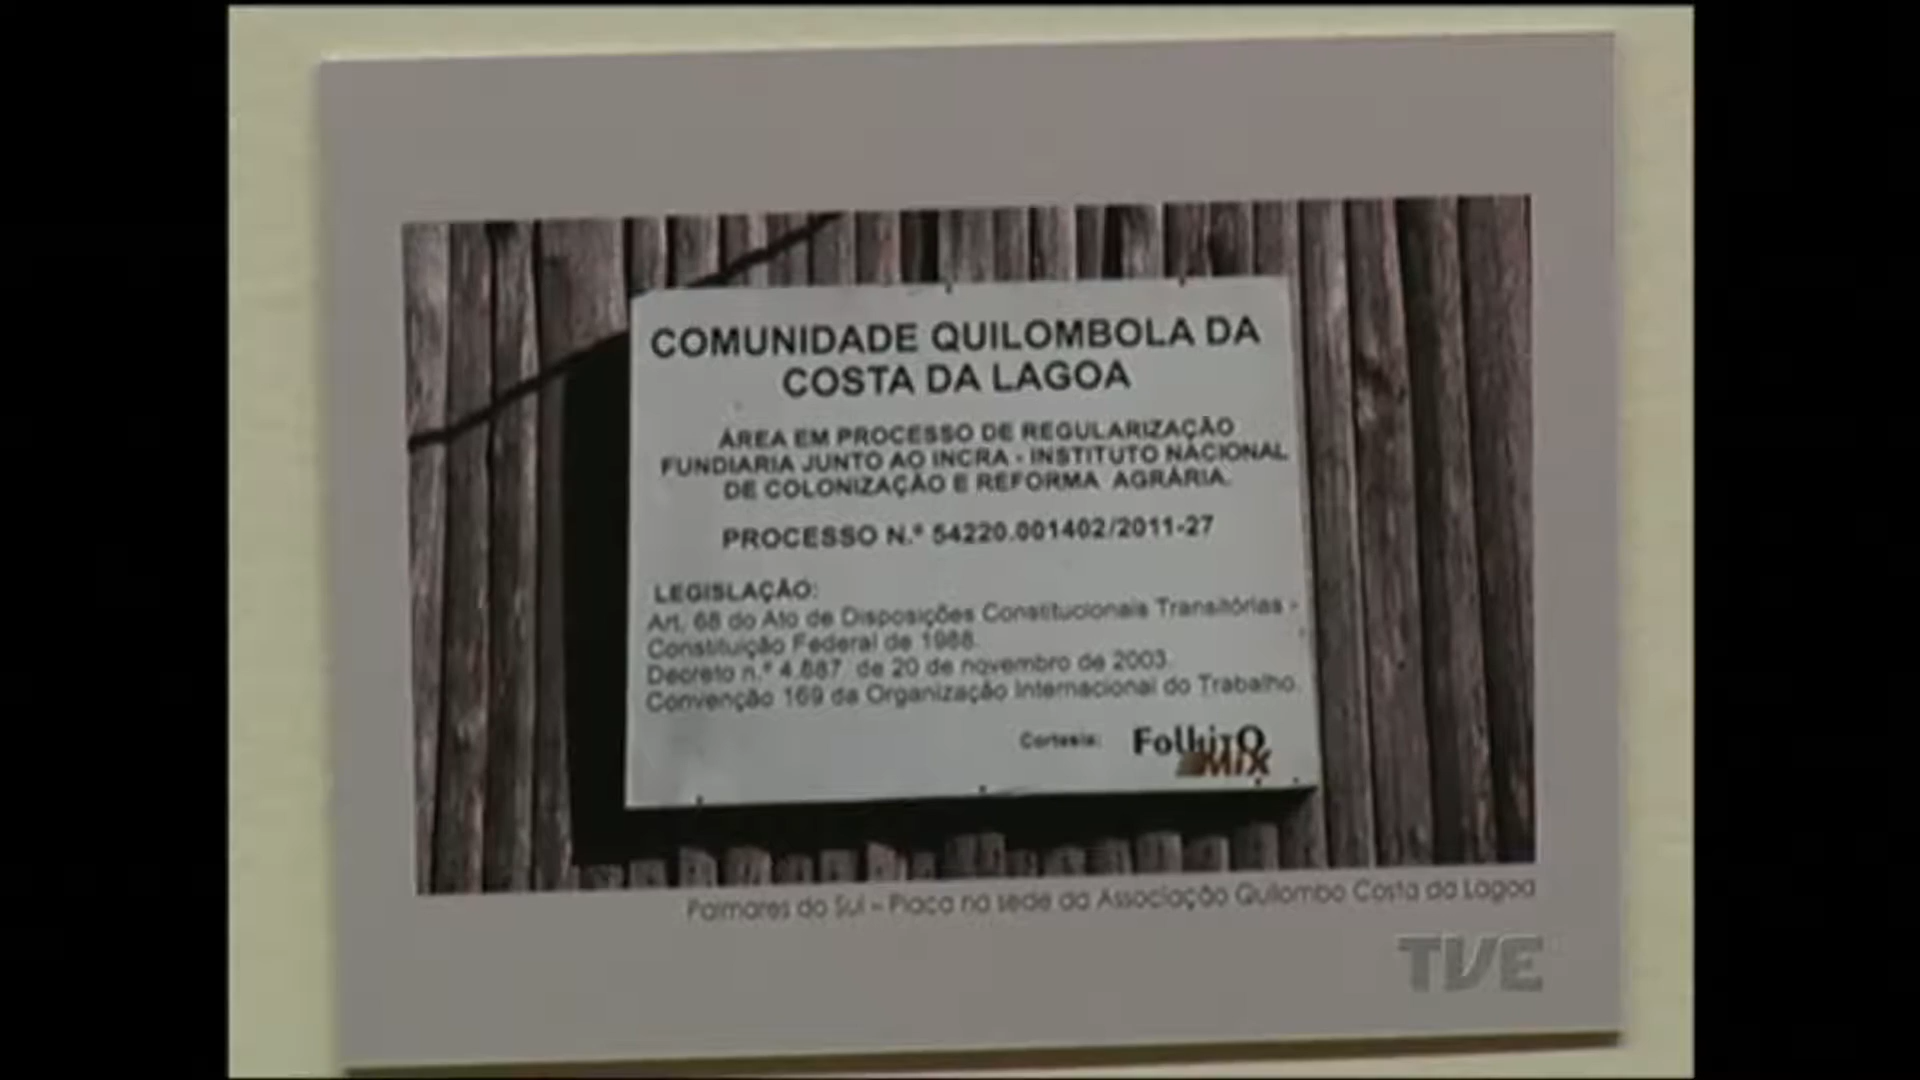 COMUNIDADE QUILOMBOLA DA
COSTA DA LAGOA
ÁREA EM PROCESSO DE REGULARIZAÇÃO
FUNDIARIA JUNTO AO INCRA - INSTITUTO NACIONAL
DE COLONIZAÇÃO E REFORMA AGRÁRIA.
PROCESSO N.º 54220.001402/2011-27
LEGISLAÇÃO:
Art. 68 do Ato de Disposições Constitucionais Transitórias -
Constituição Federal de 1988.
Decreto n.º 4.887 de 20 de novembro de 2003.
Convenção 169 da Organização Internacional do Trabalho.
Cortesia: FolhitO
MIX
Palmares do Sul – Placa na sede da Associação Quilombo Costa da Lagoa
TVE